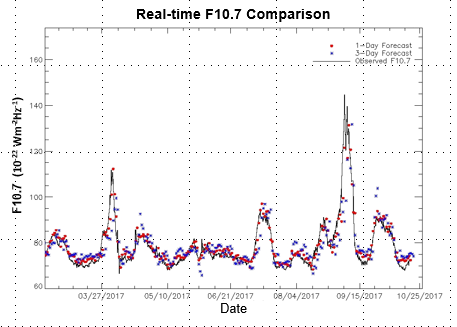 Real-time F10.7 Comparison
1-Day Forecast
3-Day Forecast
Observed F10.7
160
140
120
100
80
60
F10.7 (10⁻²² Wm⁻²Hz⁻¹)
03/27/2017 05/10/2017 06/21/2017 08/04/2017 09/15/2017 10/25/2017
Date